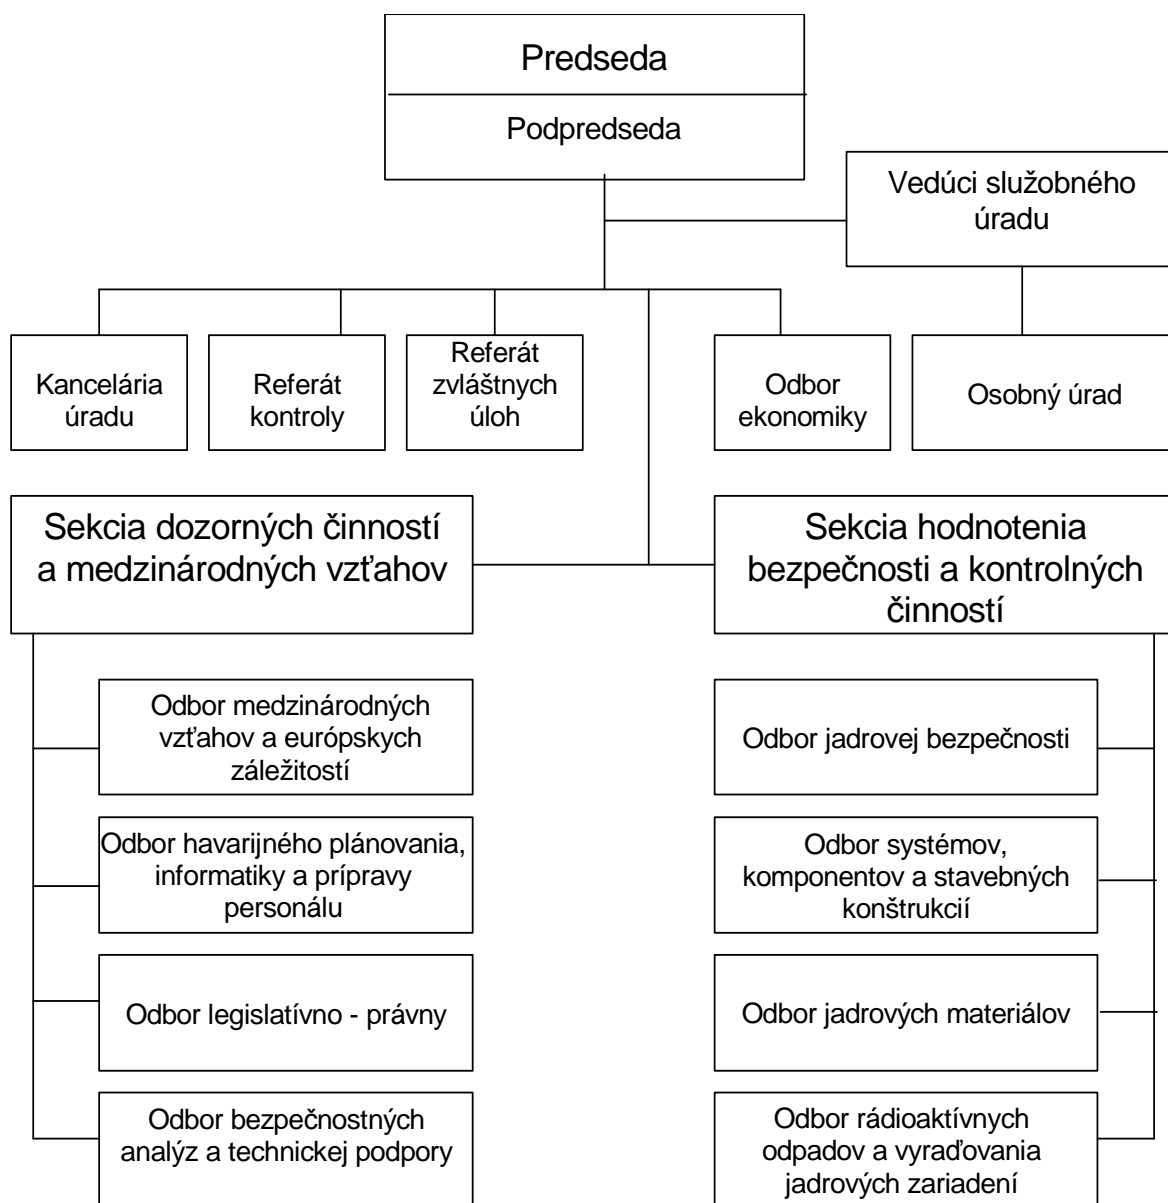 Predseda
Podpredseda
Vedúci služobného
úradu
Kancelária
úradu
Referát
kontroly
Referát
zvláštnych
úloh
Odbor
ekonomiky
Osobný úrad
Sekcia dozorných činností
a medzinárodných vzťahov
Sekcia hodnotenia
bezpečnosti a kontrolných
činností
Odbor medzinárodných
vzťahov a európskych
záležitostí
Odbor havarijného plánovania,
informatiky a prípravy
personálu
Odbor legislatívno - právny
Odbor bezpečnostných
analýz a technickej podpory
Odbor jadrovej bezpečnosti
Odbor systémov,
komponentov a stavebných
konštrukcií
Odbor jadrových materiálov
Odbor rádioaktívnych
odpadov a vyraďovania
jadrových zariadení